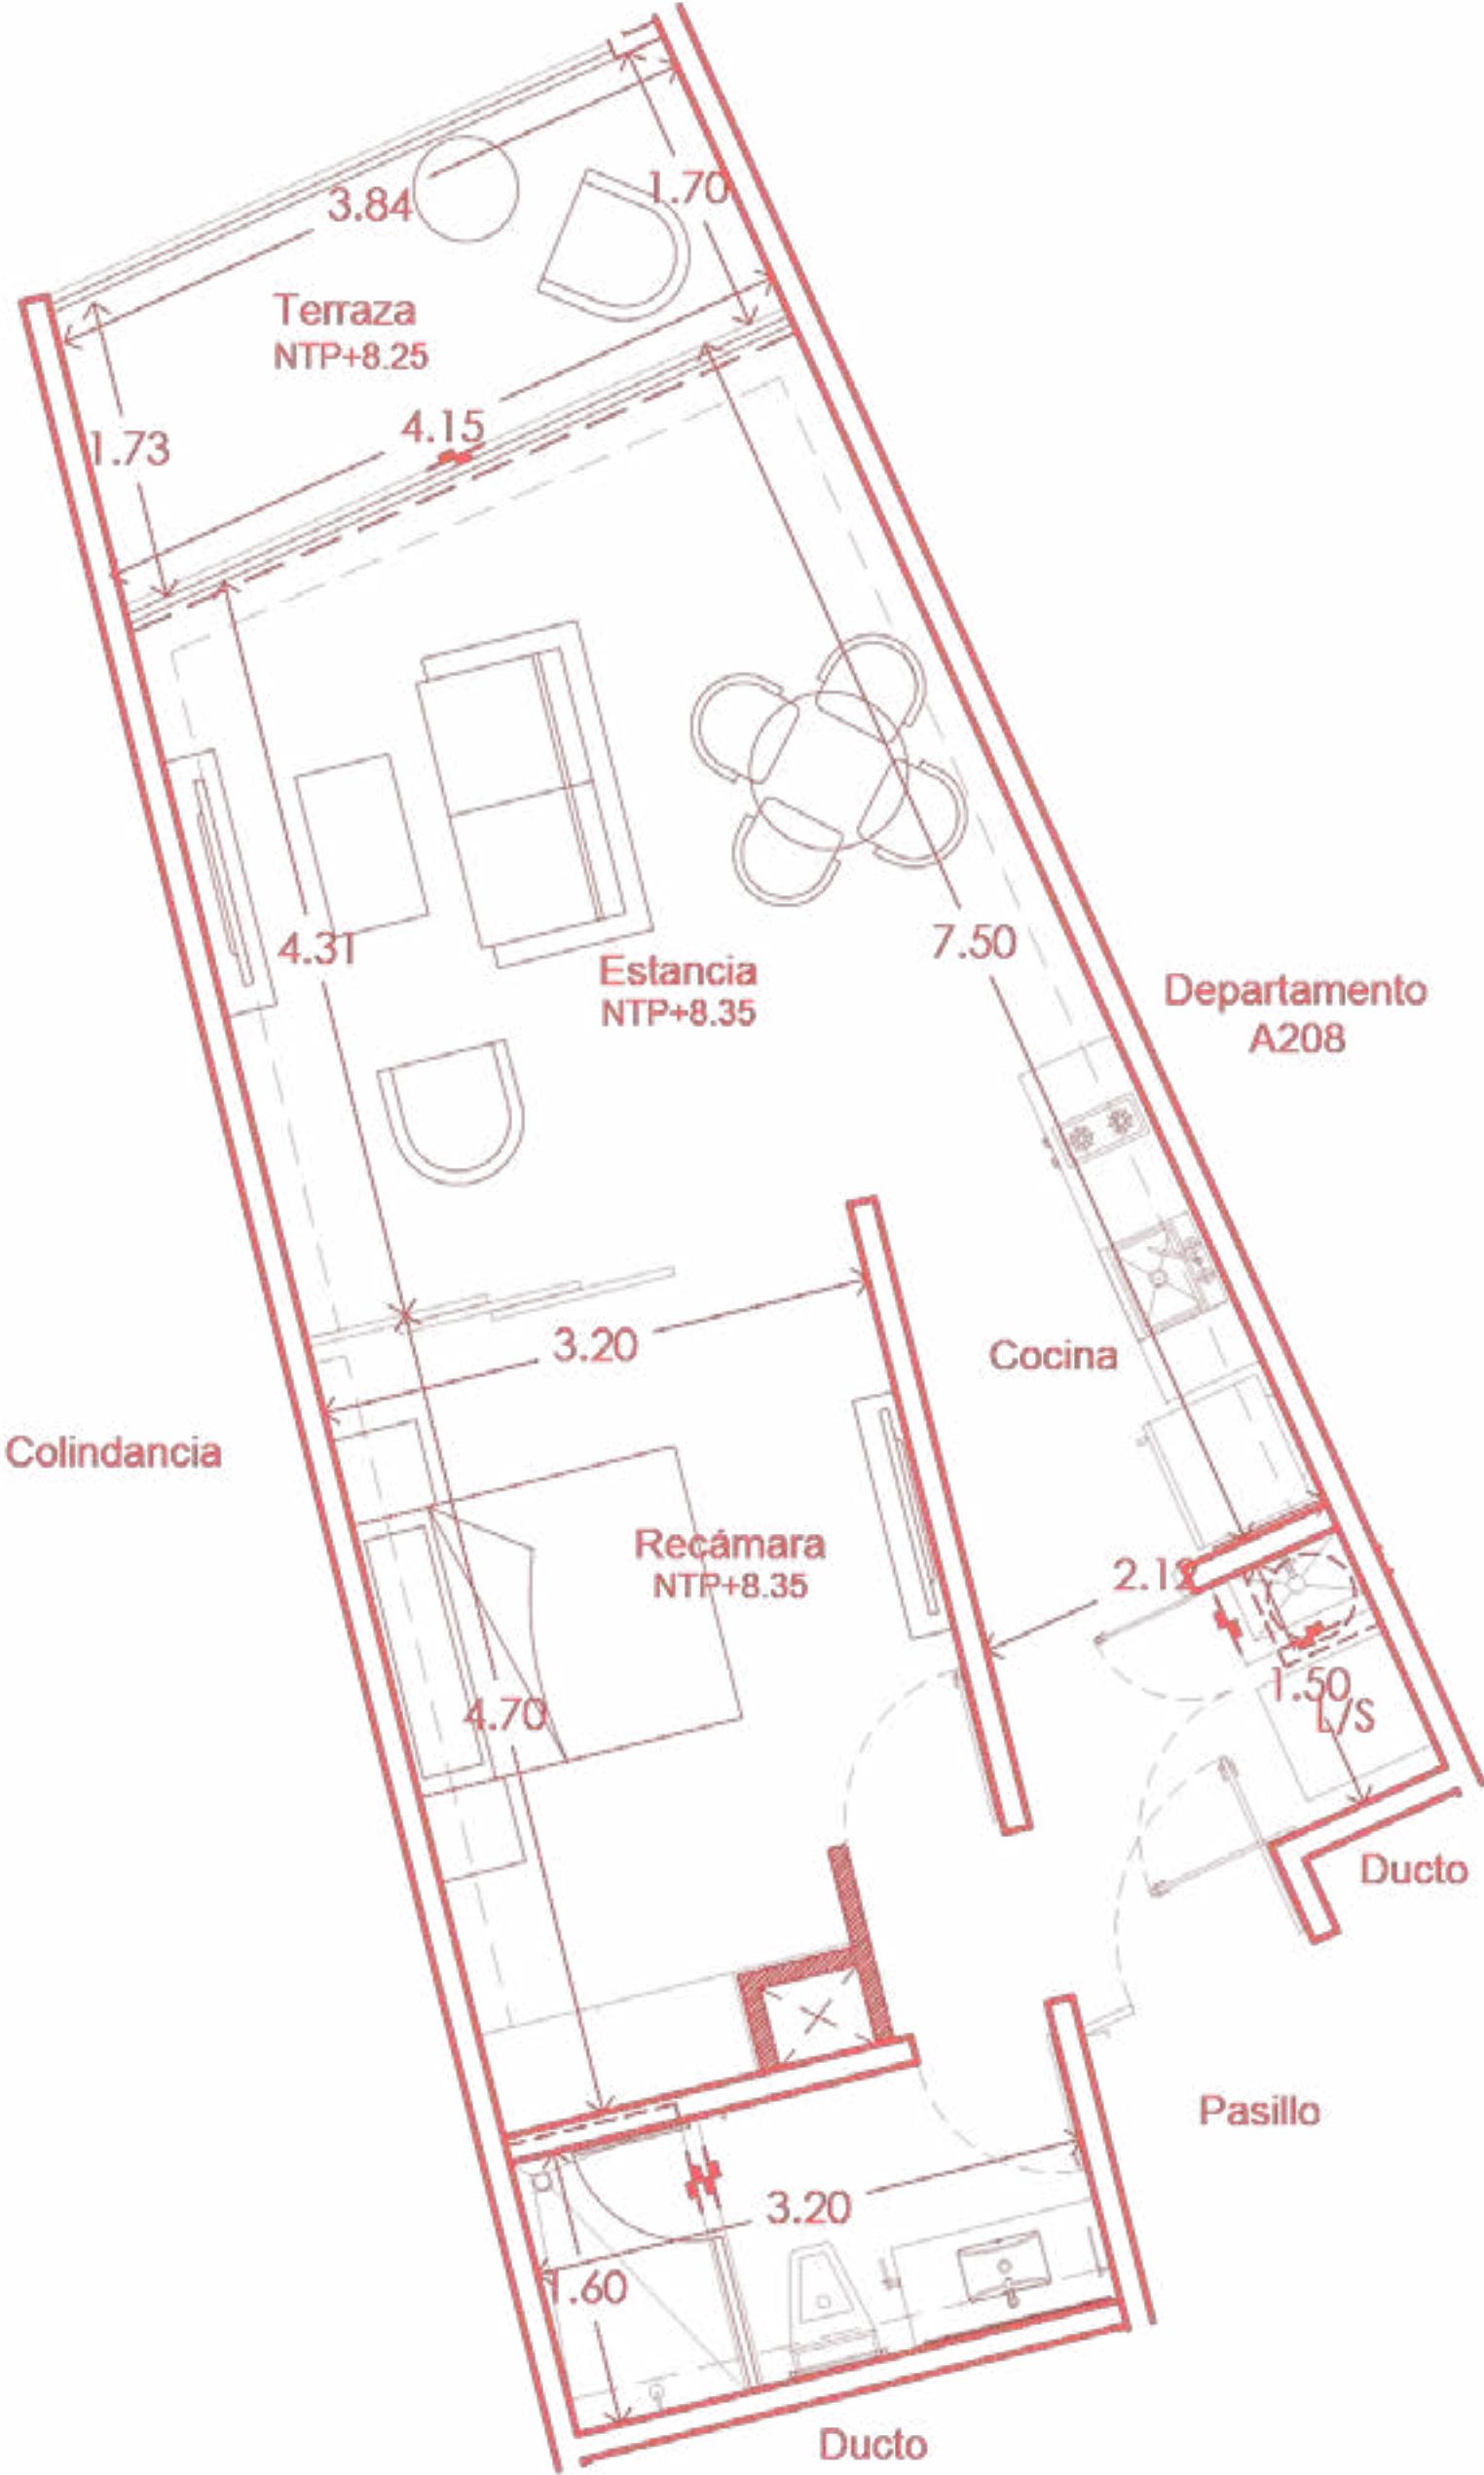 1.70
3.84
Terraza
NTP+8.25
4.15
1.73
4.31
7.50
Estancia
NTP+8.35
Departamento
A208
3.20
Cocina
Colindancia
Recámara
NTP+8.35
2.12
1.50
L/S
4.70
Ducto
Pasillo
3.20
1.60
Ducto